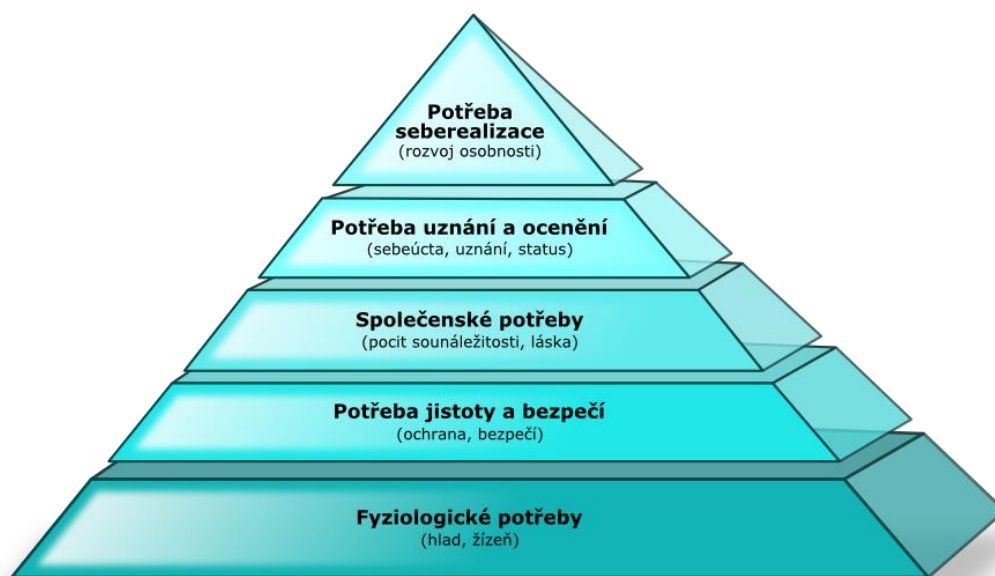 Potřeba
seberealizace
(rozvoj osobnosti)
Potřeba uznání a ocenění
(sebeúcta, uznání, status)
Společenské potřeby
(pocit sounáležitosti, láska)
Potřeba jistoty a bezpečí
(ochrana, bezpečí)
Fyziologické potřeby
(hlad, žízeň)